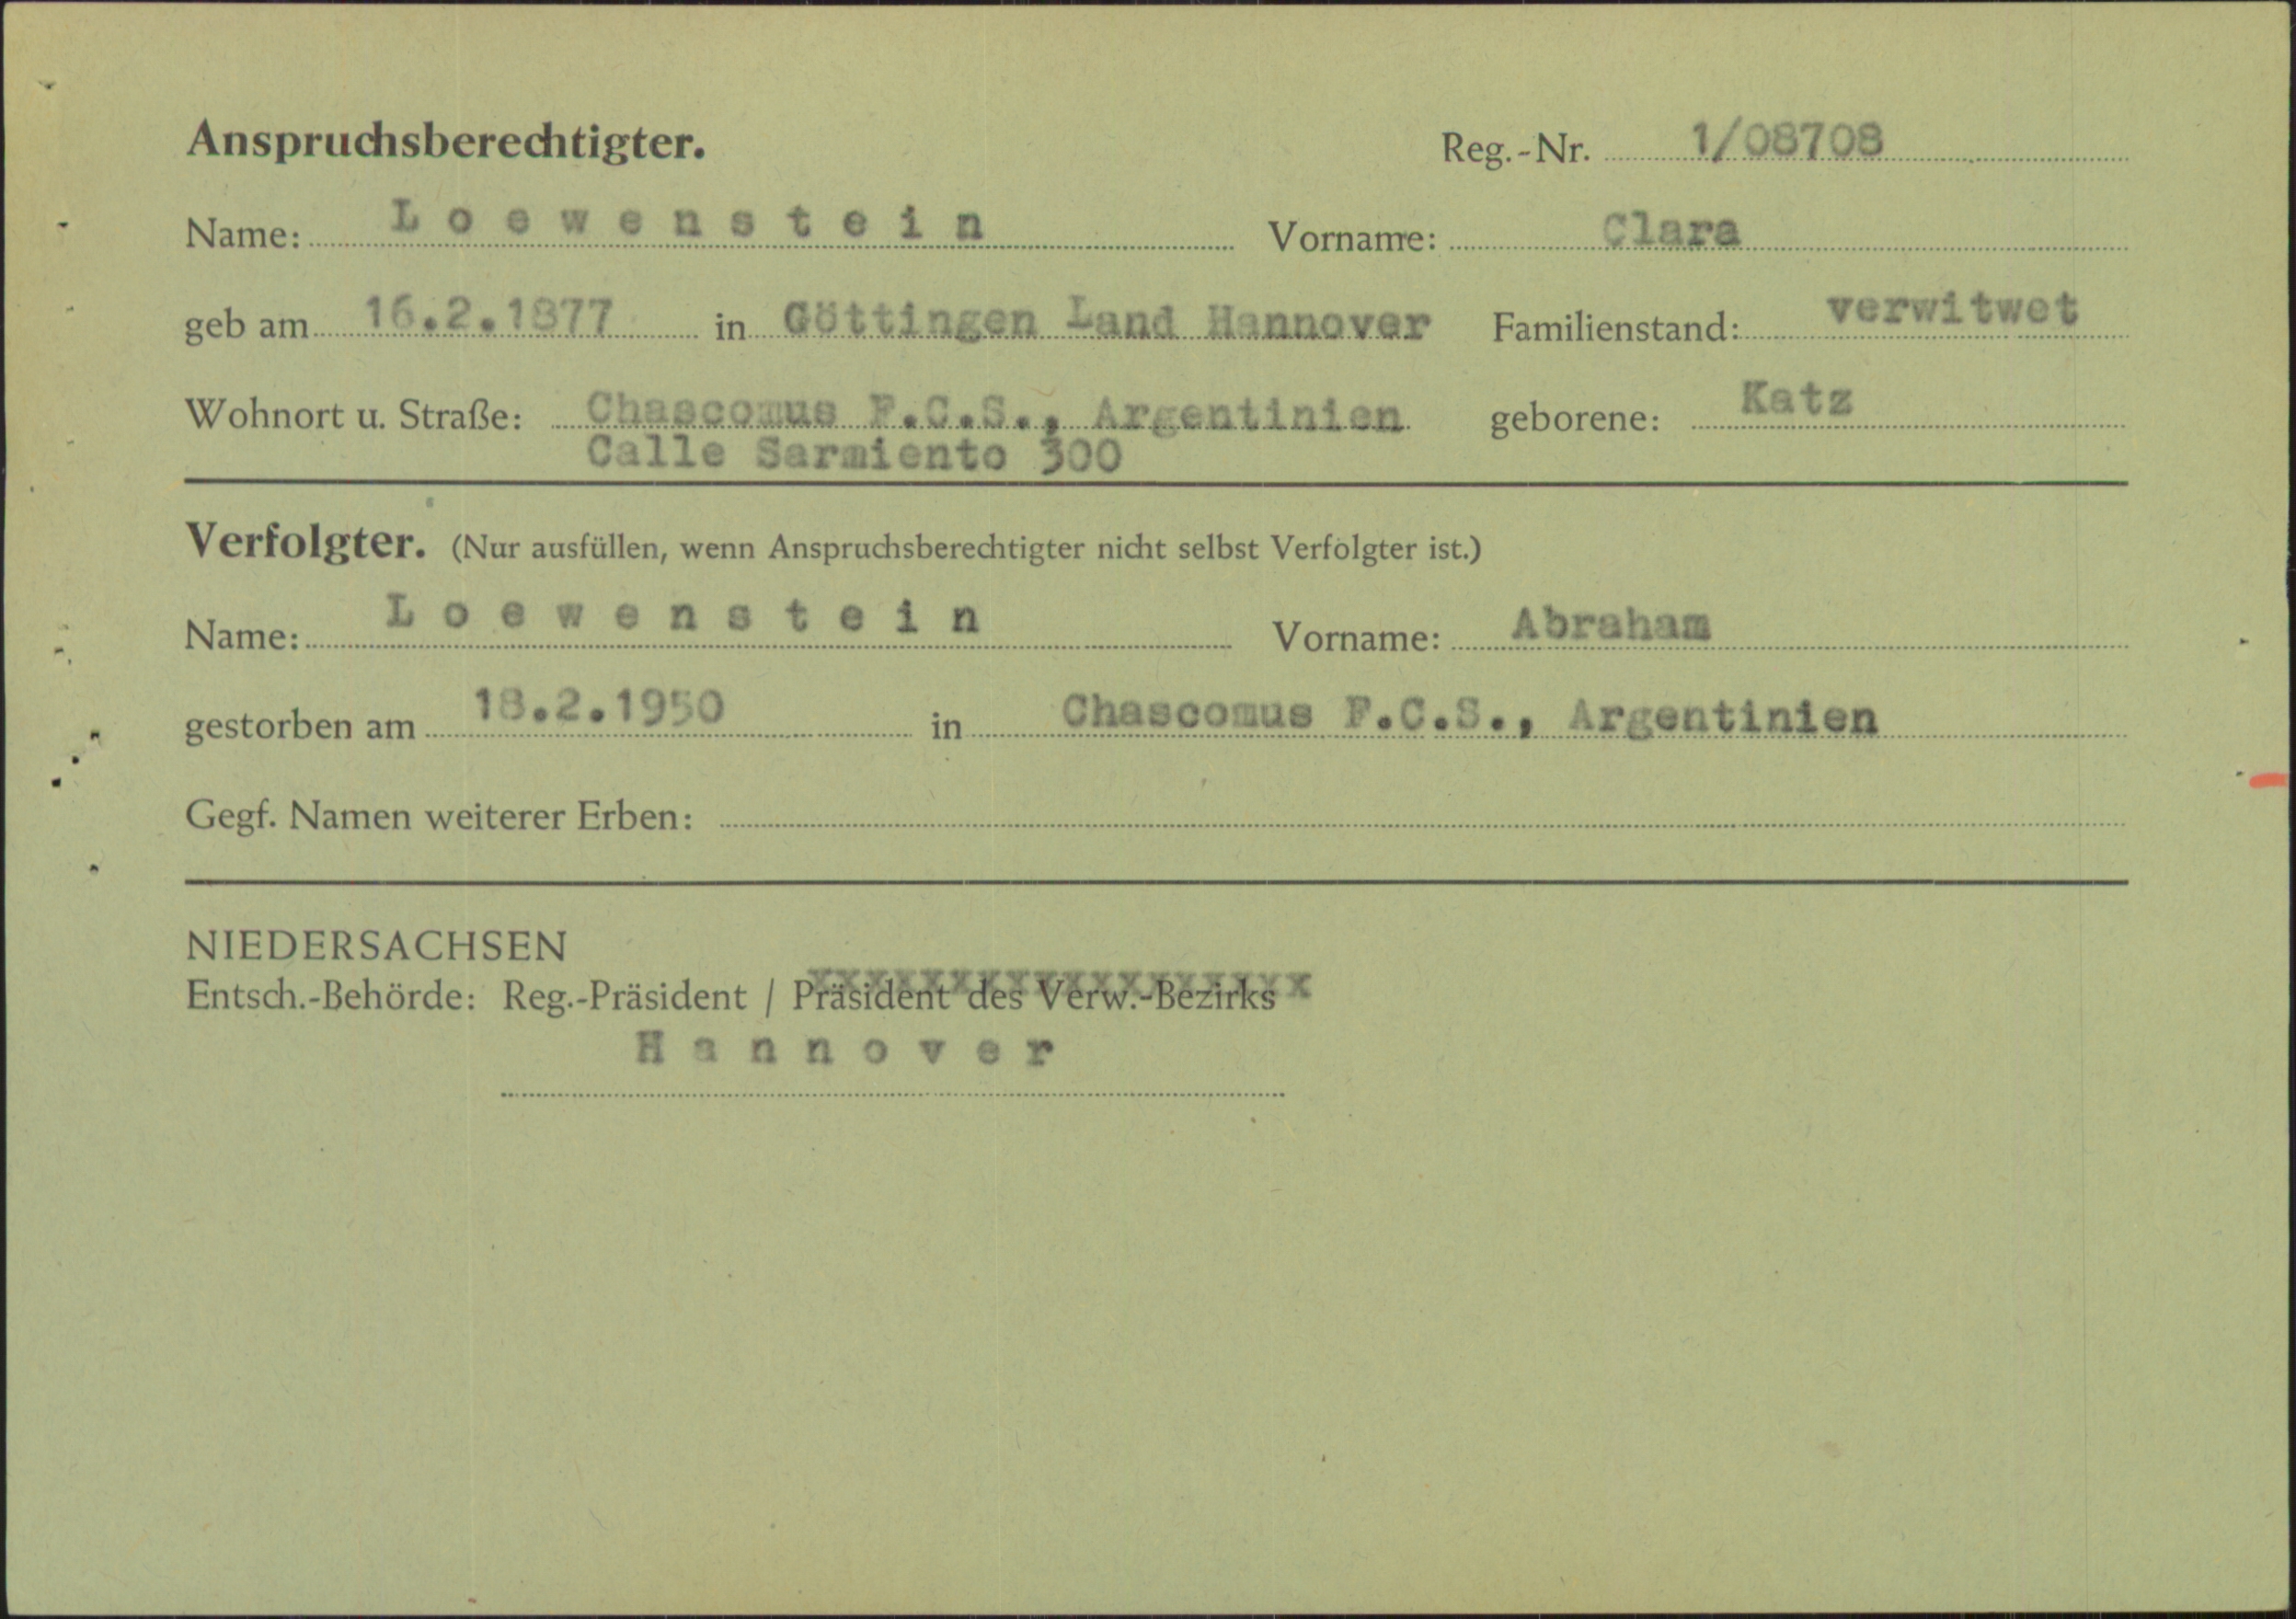 Anspruchsberechtigter. Reg.-Nr. 1/08708
Name: Loewenstein Vorname: Clara
geb am 16.2.1877 in Göttingen Land Hannover Familienstand: verwitwet
Wohnort u. Straße: Chascomus F.C.S., Argentinien geborene: Katz
Calle Sarmiento 300
Verfolgter. (Nur ausfüllen, wenn Anspruchsberechtigter nicht selbst Verfolgter ist.)
Name: Loewenstein Vorname: Abraham
gestorben am 18.2.1950 in Chascomus F.C.S., Argentinien
Gegf. Namen weiterer Erben:
NIEDERSACHSEN
Entsch.-Behörde: Reg.-Präsident / Präsident des Verw.-Bezirks
Hannover